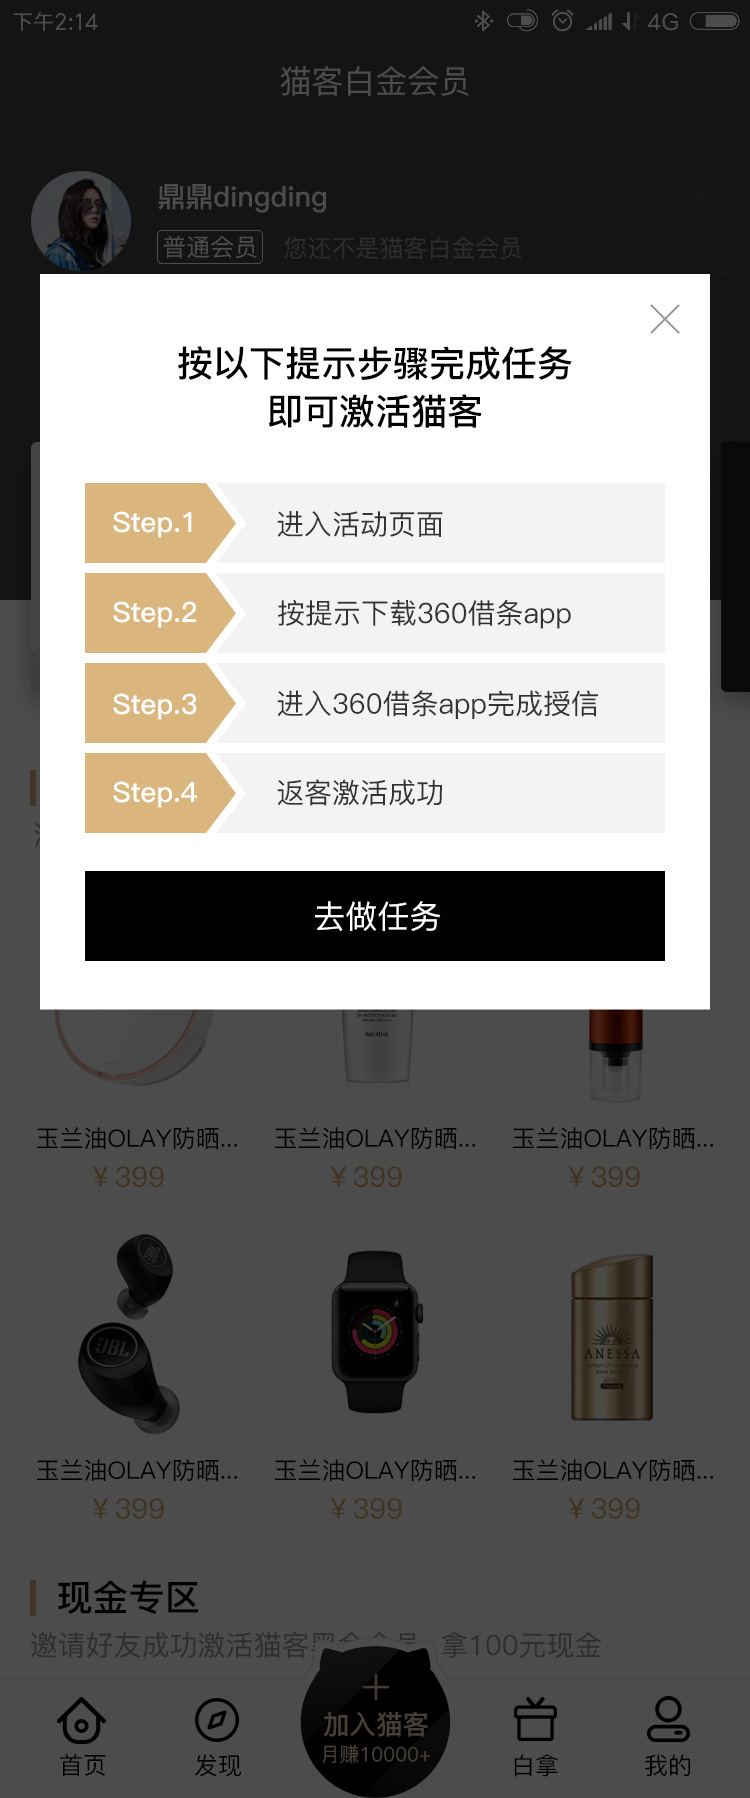 下午2:14
4G
猫客白金会员
鼎鼎dingding
普通会员 您还不是猫客白金会员
按以下提示步骤完成任务
即可激活猫客
Step.1 进入活动页面
Step.2 按提示下载360借条app
Step.3 进入360借条app完成授信
Step.4 返客激活成功
去做任务
Net.40ml
玉兰油OLAY防晒... 玉兰油OLAY防晒... 玉兰油OLAY防晒...
¥ 399 ¥ 399 ¥ 399
JBL
JBL
ANESSA
玉兰油OLAY防晒... 玉兰油OLAY防晒... 玉兰油OLAY防晒...
¥ 399 ¥ 399 ¥ 399
现金专区
邀请好友成功激活猫客黑金会员 拿100元现金
加入猫客
月赚10000+
首页 发现 白拿 我的